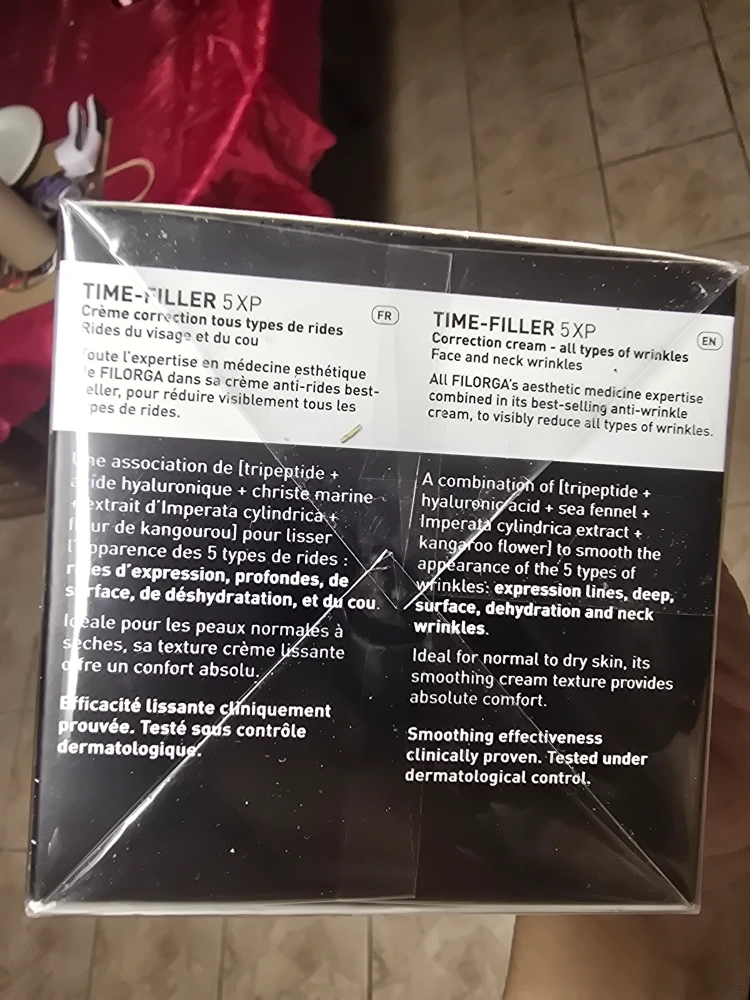 TIME-FILLER 5XP
FR
Crème correction tous types de rides
Rides du visage et du cou
Toute l'expertise en médecine esthétique
de FILORGA dans sa crème anti-rides best-
seller, pour réduire visiblement tous les
types de rides.
Une association de [tripeptide +
acide hyaluronique + christe marine
+ extrait d'Imperata cylindrica +
fleur de kangourou] pour lisser
l'apparence des 5 types de rides :
rides d'expression, profondes, de
surface, de déshydratation, et du cou.
Idéale pour les peaux normales à
sèches, sa texture crème lissante
offre un confort absolu.
Efficacité lissante cliniquement
prouvée. Testé sous contrôle
dermatologique.
TIME-FILLER 5XP
EN
Correction cream - all types of wrinkles
Face and neck wrinkles
All FILORGA's aesthetic medicine expertise
combined in its best-selling anti-wrinkle
cream, to visibly reduce all types of wrinkles.
A combination of [tripeptide +
hyaluronic acid + sea fennel +
Imperata cylindrica extract +
kangaroo flower] to smooth the
appearance of the 5 types of
wrinkles: expression lines, deep,
surface, dehydration and neck
wrinkles.
Ideal for normal to dry skin, its
smoothing cream texture provides
absolute comfort.
Smoothing effectiveness
clinically proven. Tested under
dermatological control.